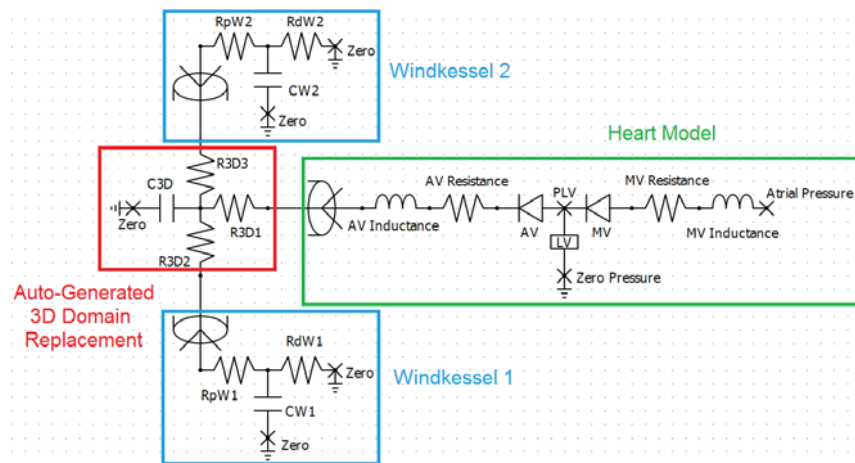 RpW2 RdW2
Zero
CW2
Zero
Windkessel 2
Heart Model
R3D3
C3D
Zero
R3D1
R3D2
AV Resistance
PLV
MV Resistance
Atrial Pressure
AV Inductance
AV
MV
MV Inductance
LV
Zero Pressure
Auto-Generated
3D Domain
Replacement
RdW1
Zero
RpW1
CW1
Zero
Windkessel 1